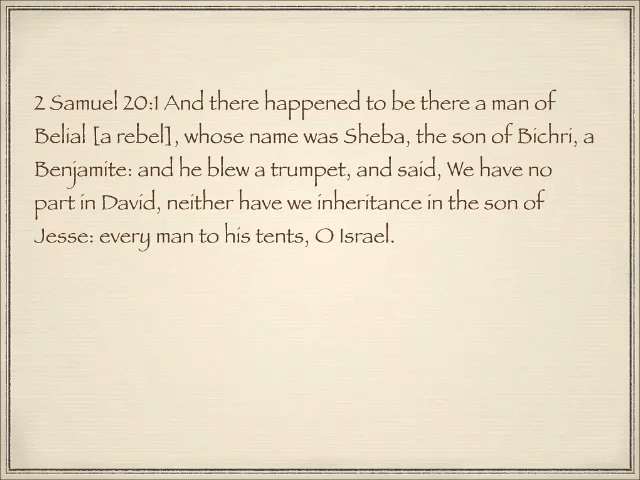 2 Samuel 20:1 And there happened to be there a man of
Belial [a rebel], whose name was Sheba, the son of Bichri, a
Benjamite: and he blew a trumpet, and said, We have no
part in David, neither have we inheritance in the son of
Jesse: every man to his tents, O Israel.